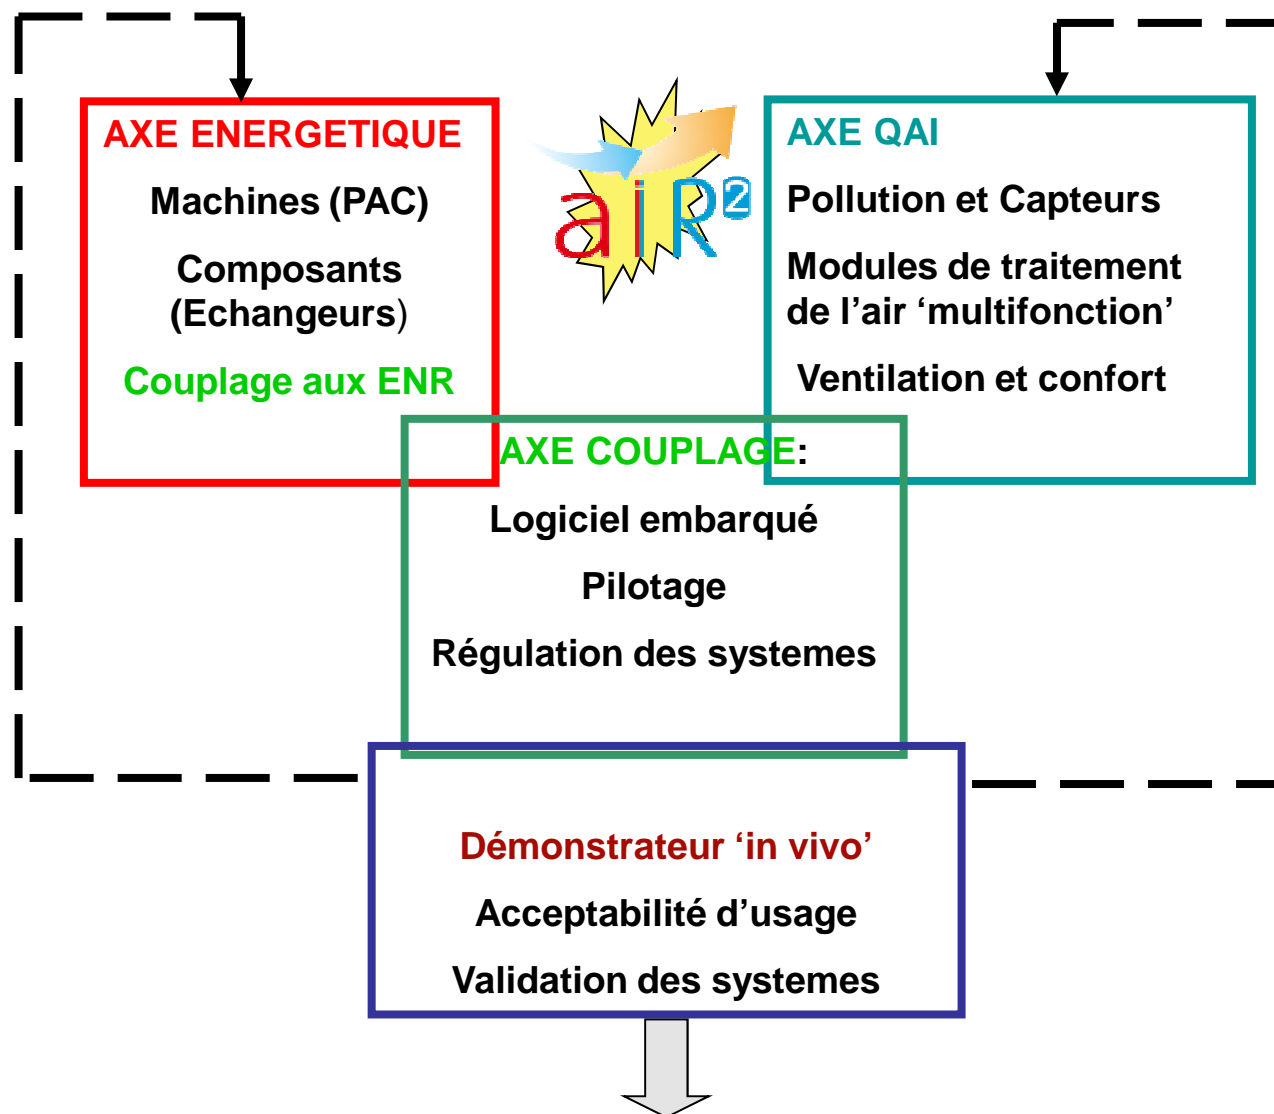 AXE ENERGETIQUE
Machines (PAC)
Composants
(Echangeurs)
Couplage aux ENR
aiR²
AXE QAI
Pollution et Capteurs
Modules de traitement
de l’air ‘multifonction’
Ventilation et confort
AXE COUPLAGE:
Logiciel embarqué
Pilotage
Régulation des systemes
Démonstrateur ‘in vivo’
Acceptabilité d’usage
Validation des systemes